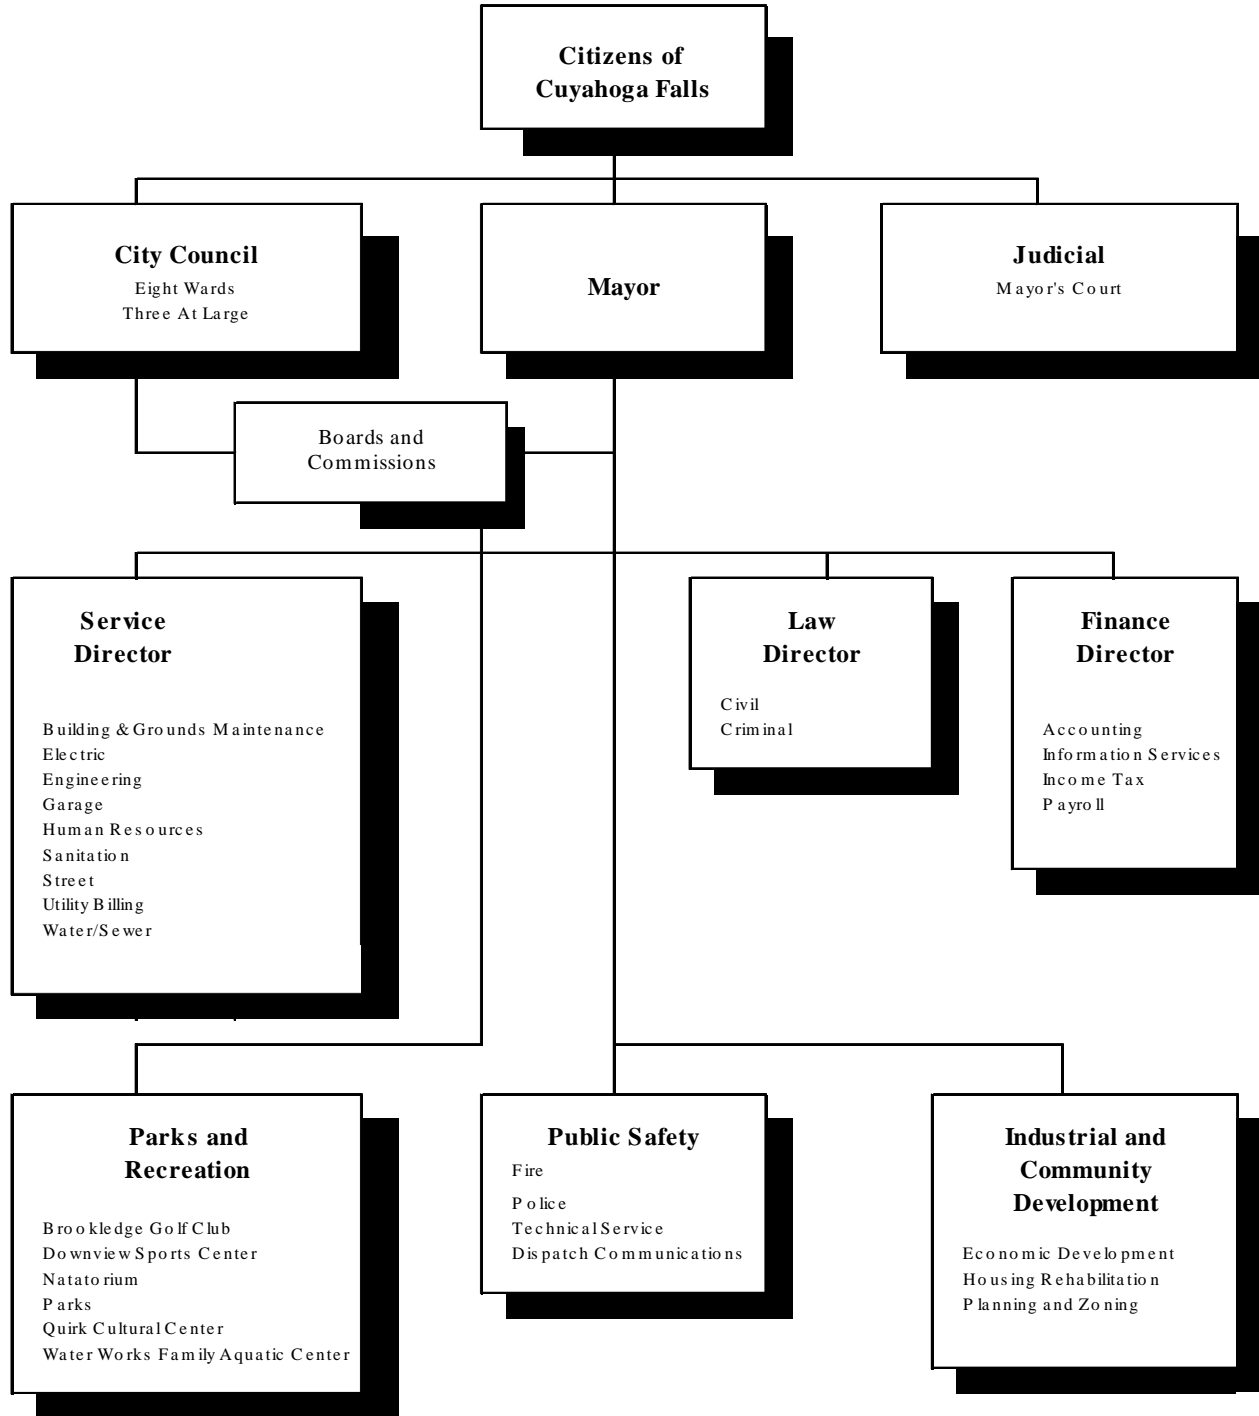 Citizens of
Cuyahoga Falls
City Council
Eight Wards
Three At Large
Mayor
Judicial
Mayor's Court
Boards and
Commissions
Service
Director
Building & Grounds Maintenance
Electric
Engineering
Garage
Human Resources
Sanitation
Street
Utility Billing
Water/Sewer
Law
Director
Civil
Criminal
Finance
Director
Accounting
Information Services
Income Tax
Payroll
Parks and
Recreation
Brookledge Golf Club
Downview Sports Center
Natatorium
Parks
Quirk Cultural Center
Water Works Family Aquatic Center
Public Safety
Fire
Police
Technical Service
Dispatch Communications
Industrial and
Community
Development
Economic Development
Housing Rehabilitation
Planning and Zoning